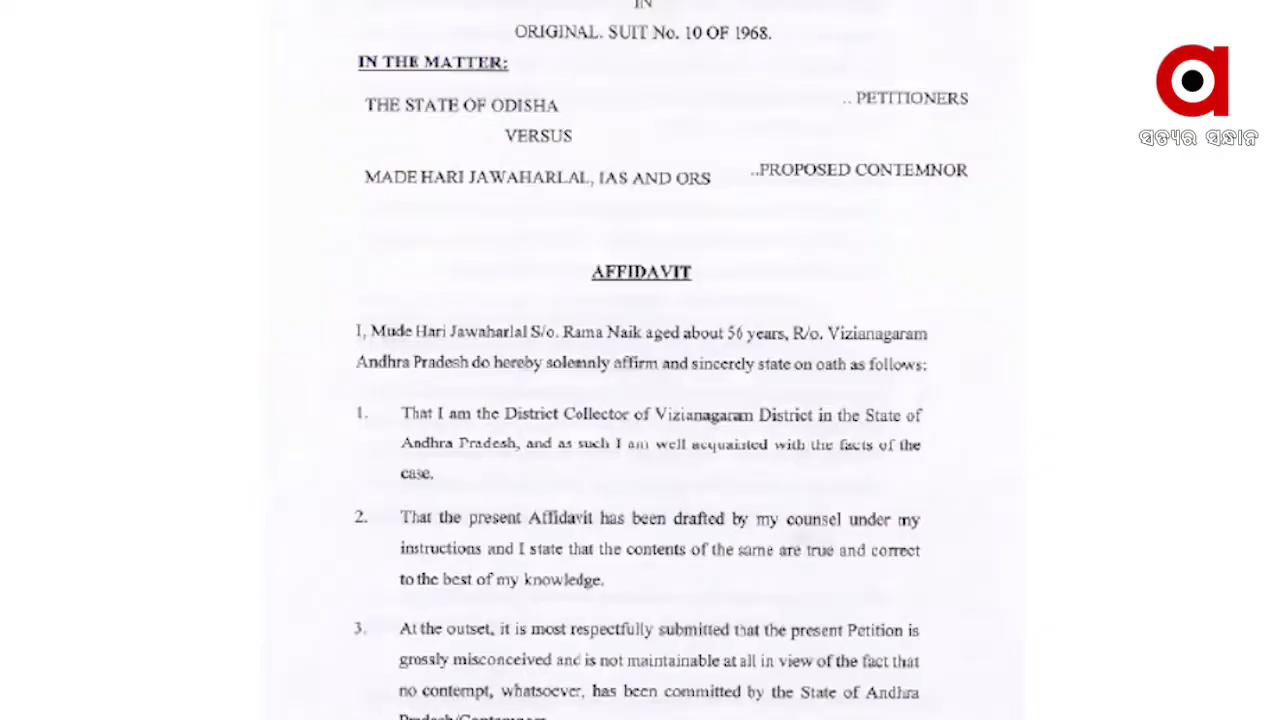 IN
ORIGINAL. SUIT No. 10 OF 1968.
IN THE MATTER:
THE STATE OF ODISHA .. PETITIONERS
VERSUS
MADE HARI JAWAHARLAL, IAS AND ORS ..PROPOSED CONTEMNOR
ସତ୍ୟର ସନ୍ଧାନ
AFFIDAVIT
I, Mude Hari Jawaharlal S/o. Rama Naik aged about 56 years, R/o. Vizianagaram
Andhra Pradesh do hereby solemnly affirm and sincerely state on oath as follows:
1. That I am the District Collector of Vizianagaram District in the State of
Andhra Pradesh, and as such I am well acquainted with the facts of the
case.
2. That the present Affidavit has been drafted by my counsel under my
instructions and I state that the contents of the same are true and correct
to the best of my knowledge.
3. At the outset, it is most respectfully submitted that the present Petition is
grossly misconceived and is not maintainable at all in view of the fact that
no contempt, whatsoever, has been committed by the State of Andhra